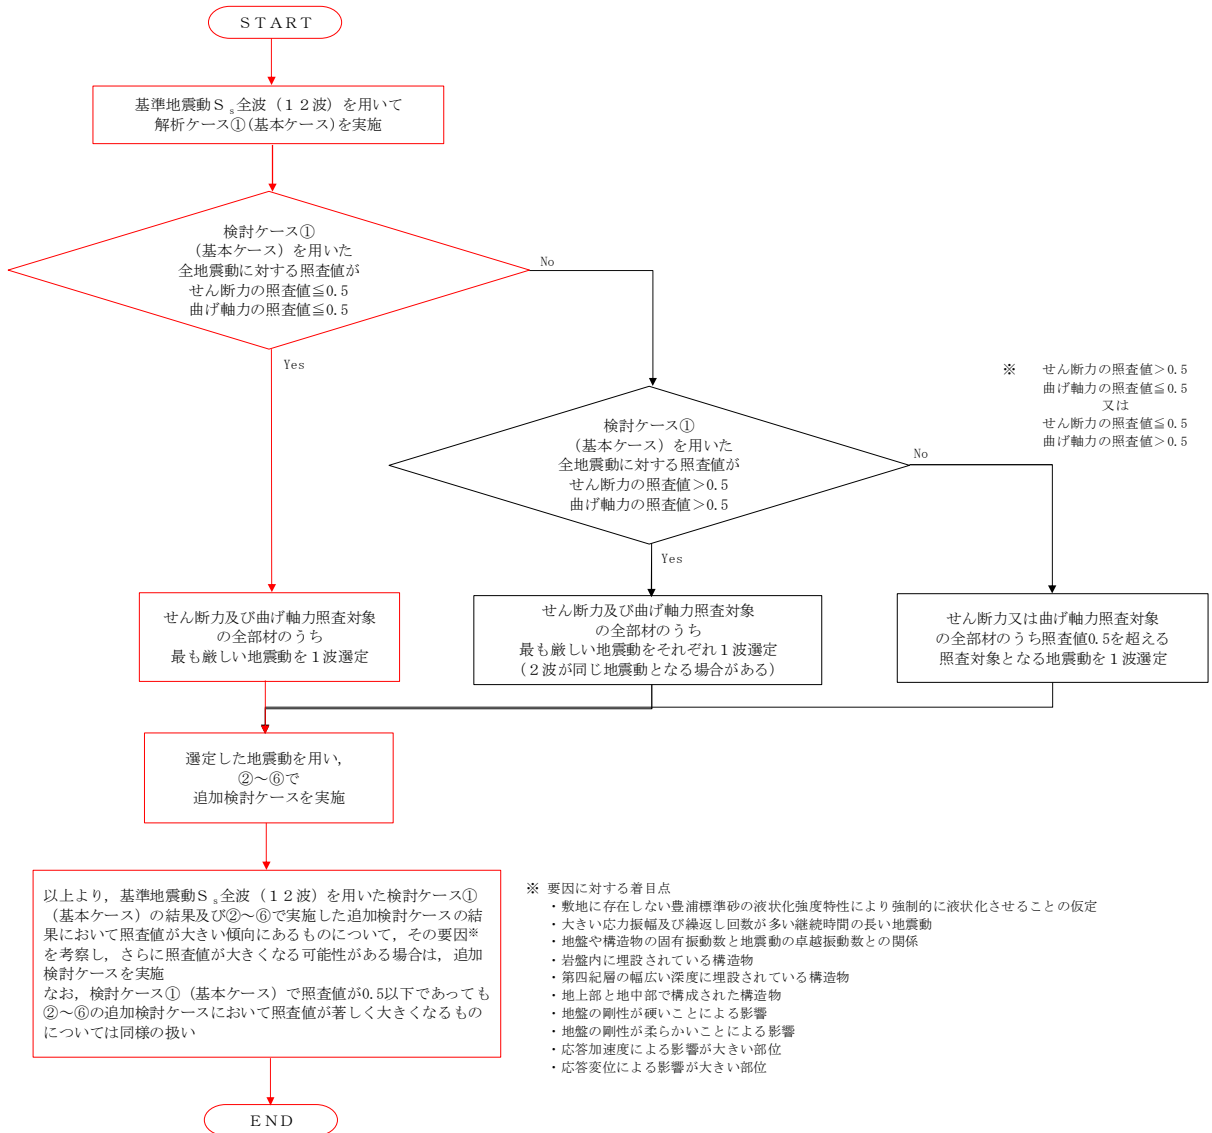 ＳＴＡＲＴ
基準地震動Ｓｓ全波（１２波）を用いて
解析ケース①(基本ケース)を実施
検討ケース①
（基本ケース）を用いた
全地震動に対する照査値が
せん断力の照査値≦0.5
曲げ軸力の照査値≦0.5
No
Yes
※　せん断力の照査値＞0.5
曲げ軸力の照査値≦0.5
又は
せん断力の照査値≦0.5
曲げ軸力の照査値＞0.5
検討ケース①
（基本ケース）を用いた
全地震動に対する照査値が
せん断力の照査値＞0.5
曲げ軸力の照査値＞0.5
No
Yes
せん断力及び曲げ軸力照査対象
の全部材のうち
最も厳しい地震動を１波選定
せん断力及び曲げ軸力照査対象
の全部材のうち
最も厳しい地震動をそれぞれ１波選定
（２波が同じ地震動となる場合がある）
せん断力又は曲げ軸力照査対象
の全部材のうち照査値0.5を超える
照査対象となる地震動を１波選定
選定した地震動を用い，
②～⑥で
追加検討ケースを実施
以上より，基準地震動Ｓｓ全波（１２波）を用いた検討ケース①
（基本ケース）の結果及び②～⑥で実施した追加検討ケースの結
果において照査値が大きい傾向にあるものについて，その要因※
を考察し，さらに照査値が大きくなる可能性がある場合は，追加
検討ケースを実施
なお，検討ケース①（基本ケース）で照査値が0.5以下であっても
②～⑥の追加検討ケースにおいて照査値が著しく大きくなるもの
については同様の扱い
※ 要因に対する着目点
・敷地に存在しない豊浦標準砂の液状化強度特性により強制的に液状化させることの仮定
・大きい応力振幅及び繰返し回数が多い継続時間の長い地震動
・地盤や構造物の固有振動数と地震動の卓越振動数との関係
・岩盤内に埋設されている構造物
・第四紀層の幅広い深度に埋設されている構造物
・地上部と地中部で構成された構造物
・地盤の剛性が硬いことによる影響
・地盤の剛性が柔らかいことによる影響
・応答加速度による影響が大きい部位
・応答変位による影響が大きい部位
ＥＮＤ